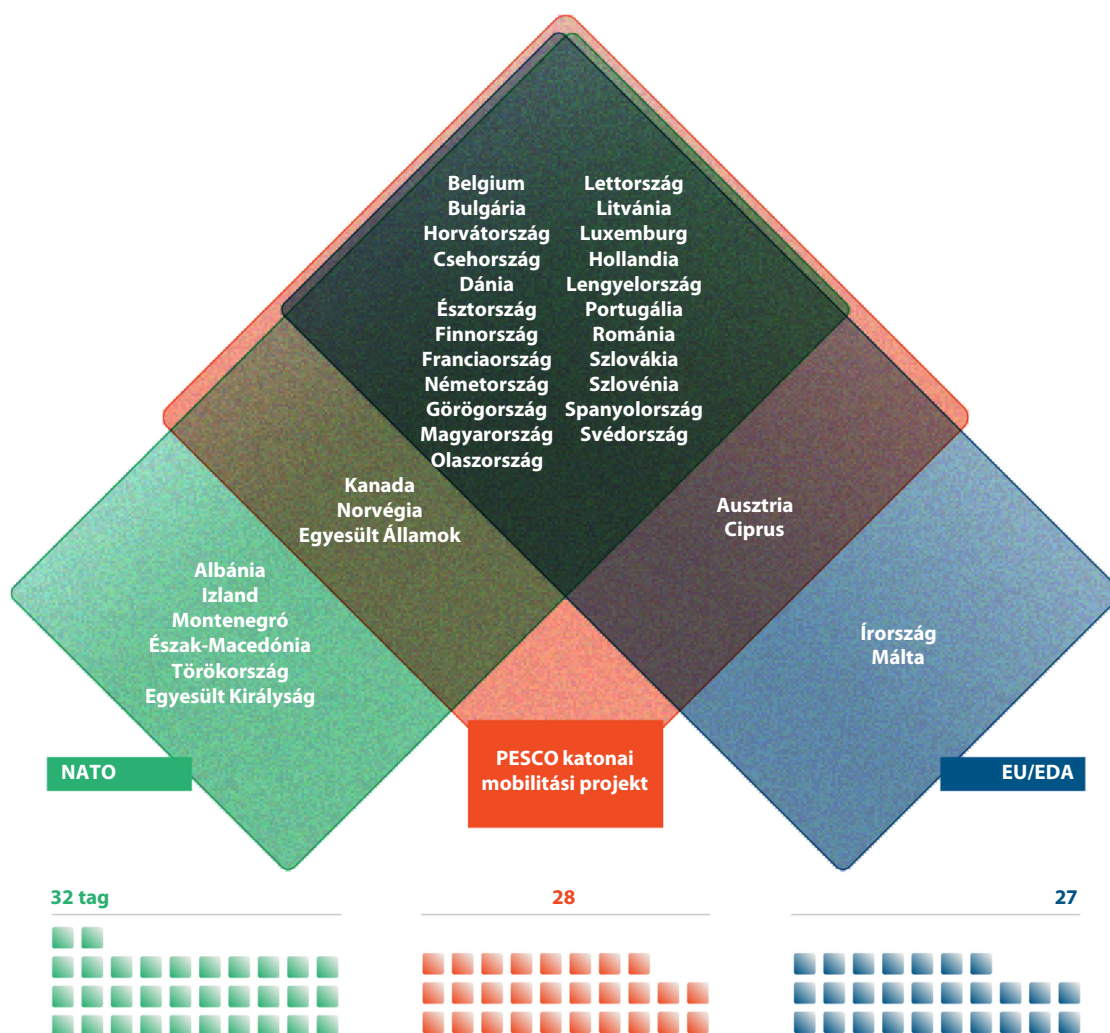 Belgium
Bulgária
Horvátország
Csehország
Dánia
Észtország
Finnország
Franciaország
Németország
Görögország
Magyarország
Olaszország
Lettország
Litvánia
Luxemburg
Hollandia
Lengyelország
Portugália
Románia
Szlovákia
Szlovénia
Spanyolország
Svédország
Kanada
Norvégia
Egyesült Államok
Ausztria
Ciprus
Albánia
Izland
Montenegró
Észak-Macedónia
Törökország
Egyesült Királyság
Írország
Málta
NATO
PESCO katonai
mobilitási projekt
EU/EDA
32 tag
28
27